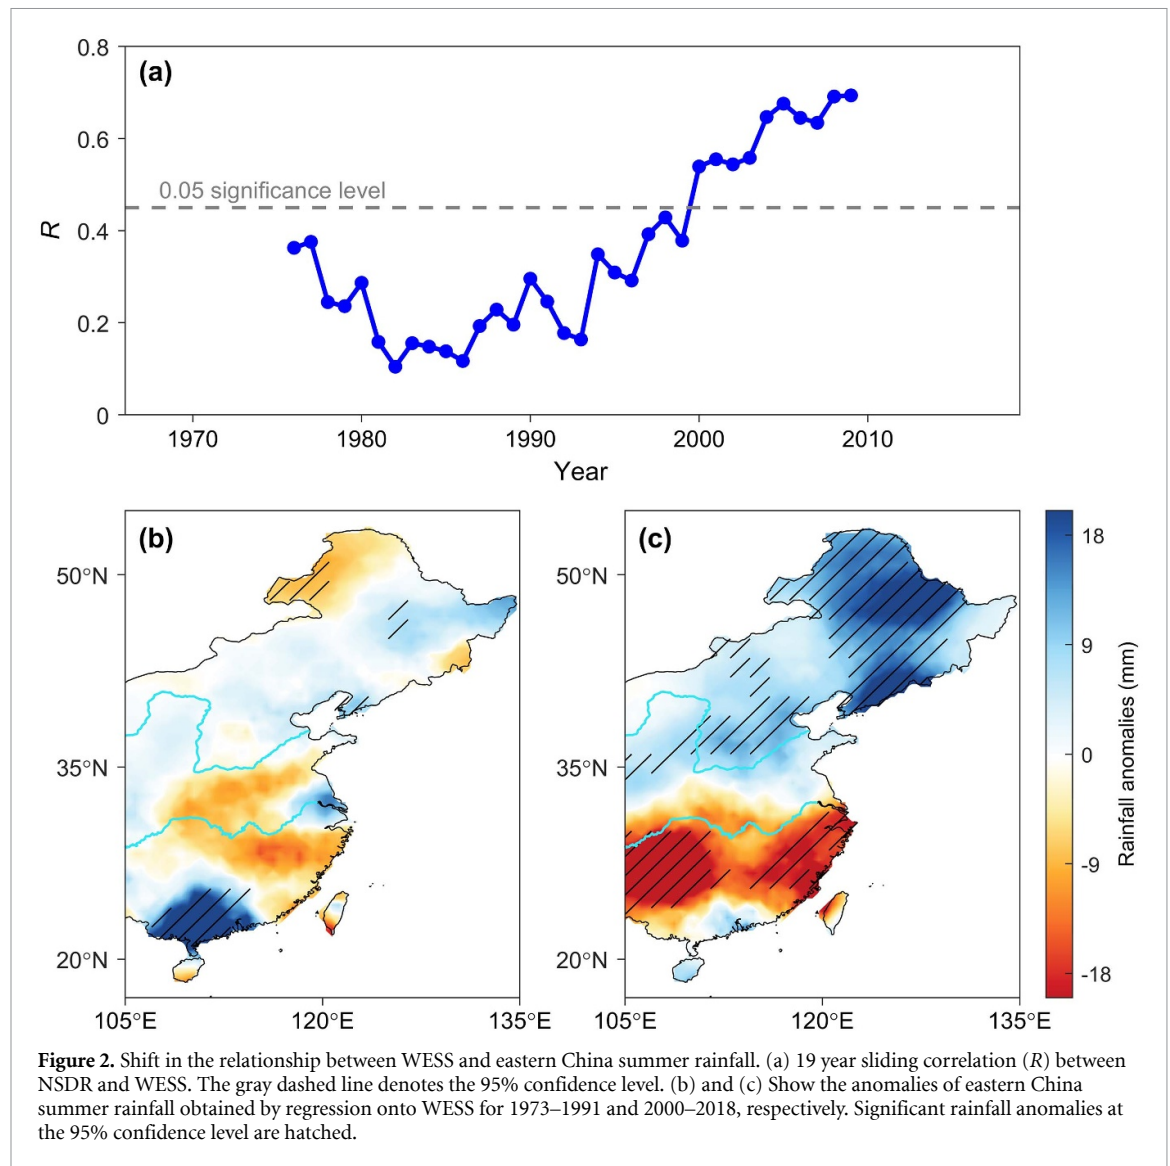 0.8
(a)
0.6
0.05 significance level
R
0.4
0.2
0
1970 1980 1990 2000 2010
Year
(b) (c)
18
50°N 50°N
9
0
35°N 35°N
-9
Rainfall anomalies (mm)
20°N 20°N
-18
105°E 120°E 135°E 105°E 120°E 135°E
Figure 2. Shift in the relationship between WESS and eastern China summer rainfall. (a) 19 year sliding correlation (R) between
NSDR and WESS. The gray dashed line denotes the 95% confidence level. (b) and (c) Show the anomalies of eastern China
summer rainfall obtained by regression onto WESS for 1973–1991 and 2000–2018, respectively. Significant rainfall anomalies at
the 95% confidence level are hatched.